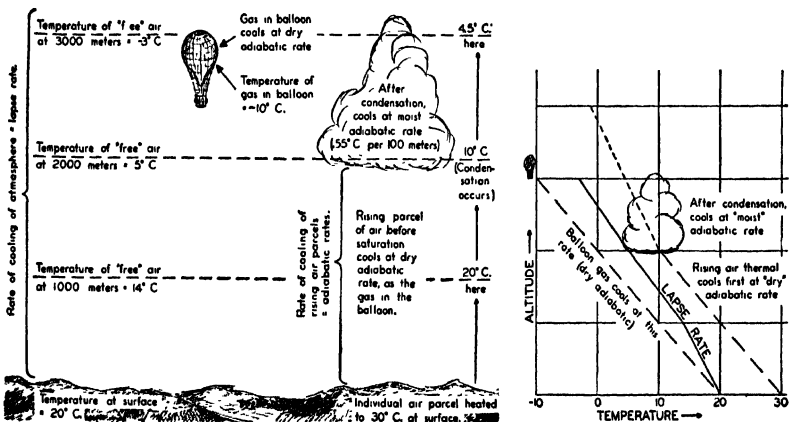 Rate of cooling of atmosphere = lapse rate.
Temperature of "f ee" air
at 3000 meters = -3° C
Gas in balloon
cools at dry
adiabatic rate
Temperature of
gas in balloon
=-10° C.
4.5° C.
here
After
condensation,
cools at moist
adiabatic rate
(.55°C per 100 meters)
Temperature of "free" air
at 2000 meters = 5° C
10° C
(Conden-
sation
occurs)
Rate of cooling of
rising air parcels
= adiabatic rates.
Rising parcel
of air before
saturation
cools at dry
adiabatic
rate, as the
gas in the
balloon.
Temperature of "free" air
at 1000 meters = 14° C
20° C.
here
Temperature at surface
= 20° C.
Individual air parcel heated
to 30° C. at surface.
ALTITUDE
After condensation,
cools at "moist"
adiabatic rate
Rising air thermal
cools first at "dry"
adiabatic rate
Balloon gas cools at this
rate (dry adiabatic)
LAPSE RATE
-10 0 10 20 30
TEMPERATURE